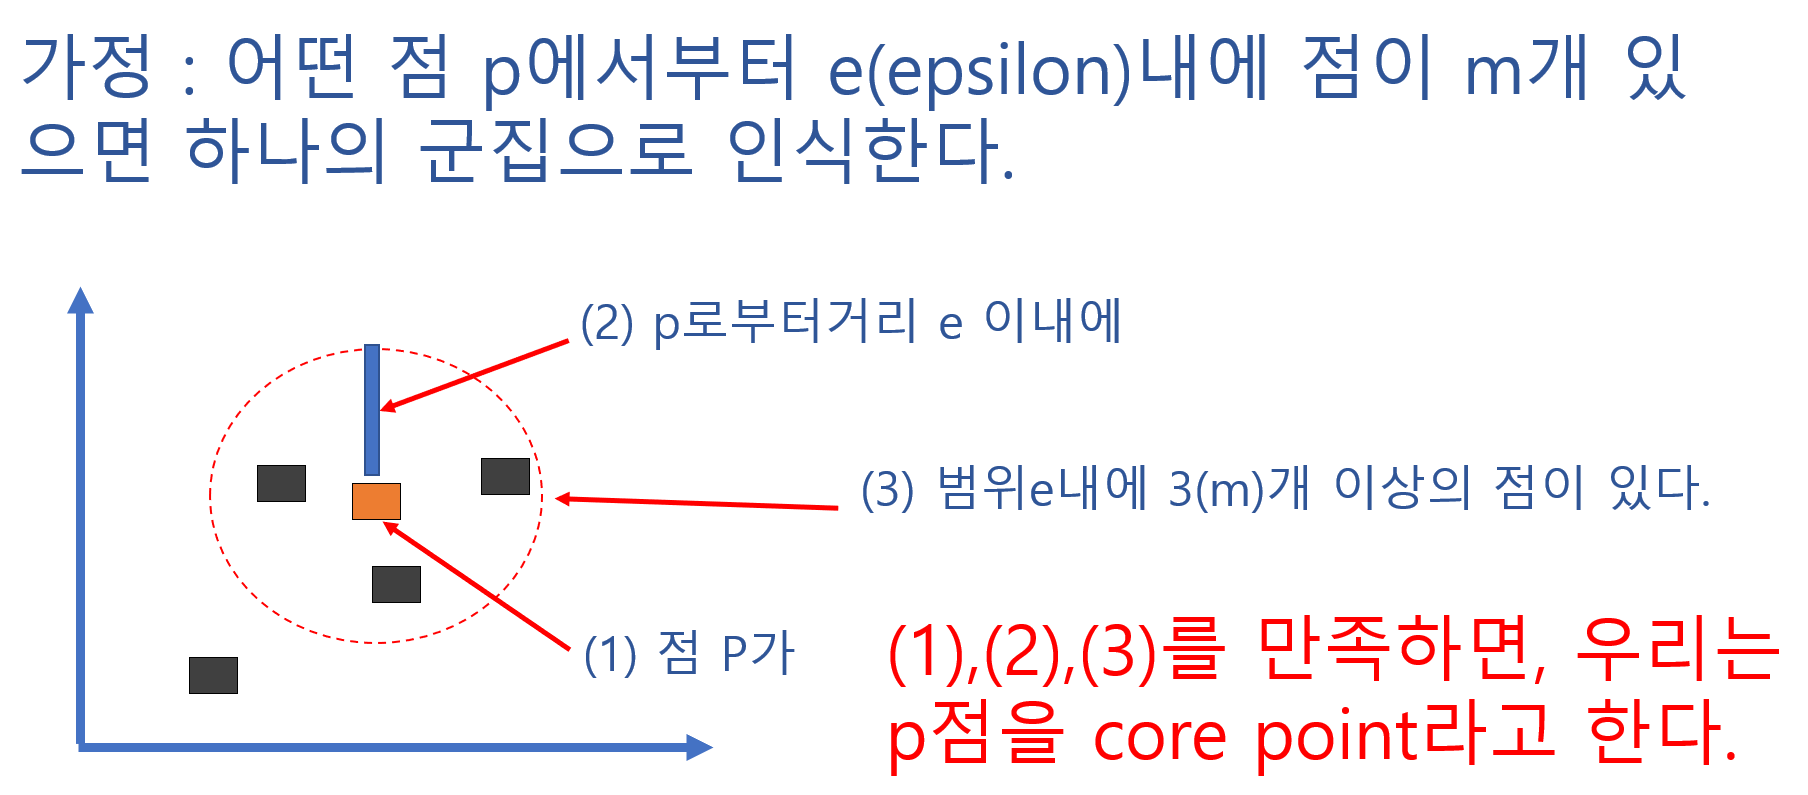 가정 : 어떤 점 p에서부터 e(epsilon)내에 점이 m개 있
으면 하나의 군집으로 인식한다.
(2) p로부터거리 e 이내에
(3) 범위e내에 3(m)개 이상의 점이 있다.
(1) 점 P가
(1),(2),(3)를 만족하면, 우리는
p점을 core point라고 한다.